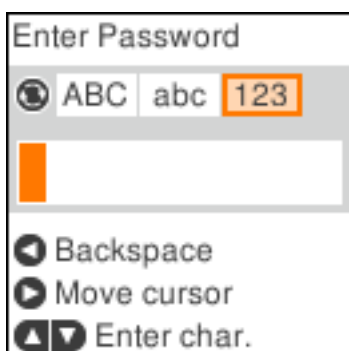 Enter Password
ABC abc 123
Backspace
Move cursor
Enter char.